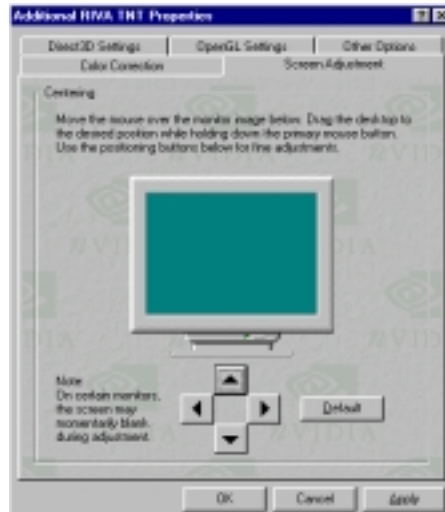 Additional RIVA TNT Properties
Direct3D Settings OpenGL Settings Other Options
Color Correction Screen Adjustment
Centering
Move the mouse over the monitor image below. Drag the desktop to
the desired position while holding down the primary mouse button.
Use the positioning buttons below for fine adjustments.
Note
On certain monitors,
the screen may
momentarily blank
during adjustment.
Default
OK Cancel Apply